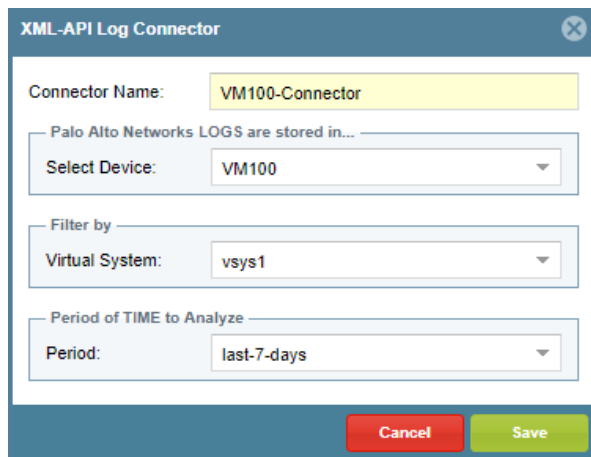 XML-API Log Connector
Connector Name: VM100-Connector
Palo Alto Networks LOGS are stored in...
Select Device: VM100
Filter by
Virtual System: vsys1
Period of TIME to Analyze
Period: last-7-days
Cancel Save